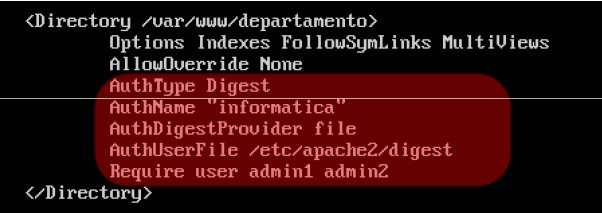 <Directory /var/www/departamento>
Options Indexes FollowSymLinks MultiViews
AllowOverride None
AuthType Digest
AuthName "informatica"
AuthDigestProvider file
AuthUserFile /etc/apache2/digest
Require user admin1 admin2
</Directory>